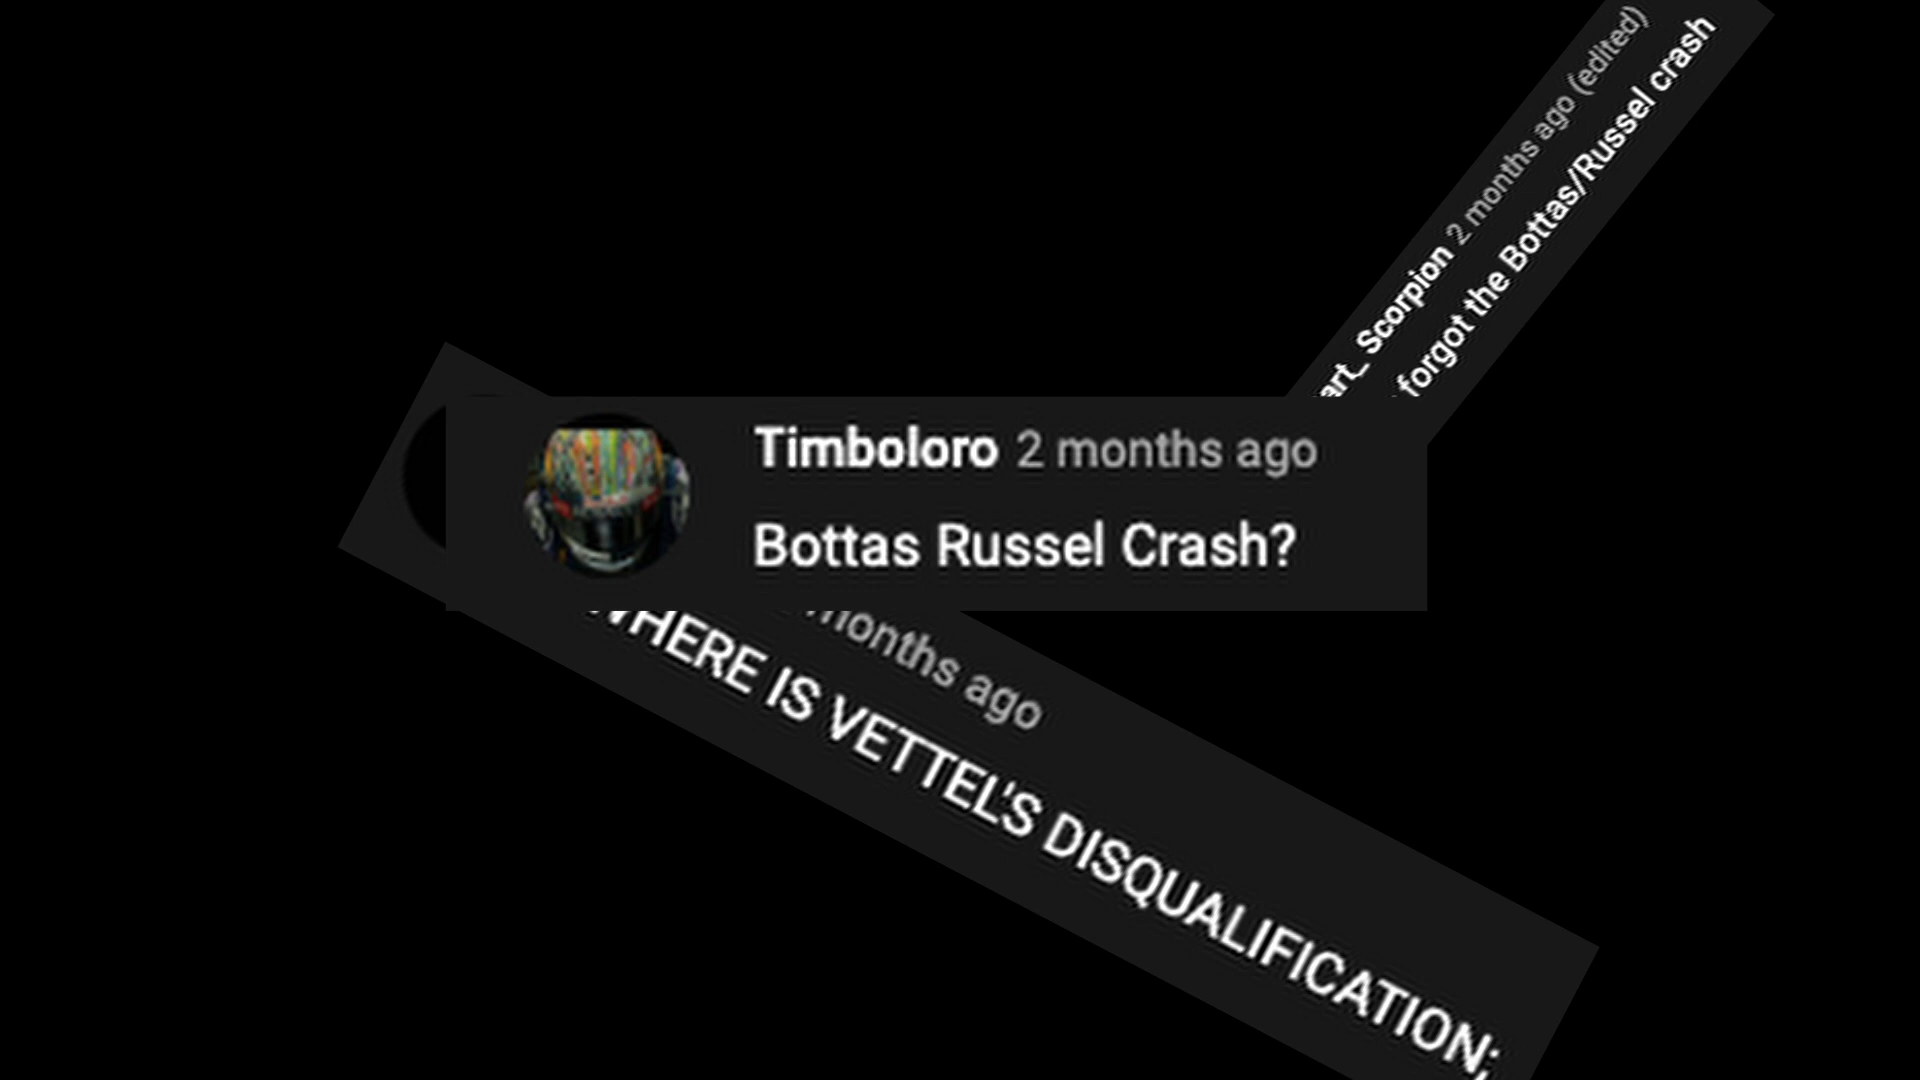 Scorpion 2 months ago (edited)
forgot the Bottas/Russel crash
Timboloro 2 months ago
Bottas Russel Crash?
months ago
WHERE IS VETTEL'S DISQUALIFICATION;